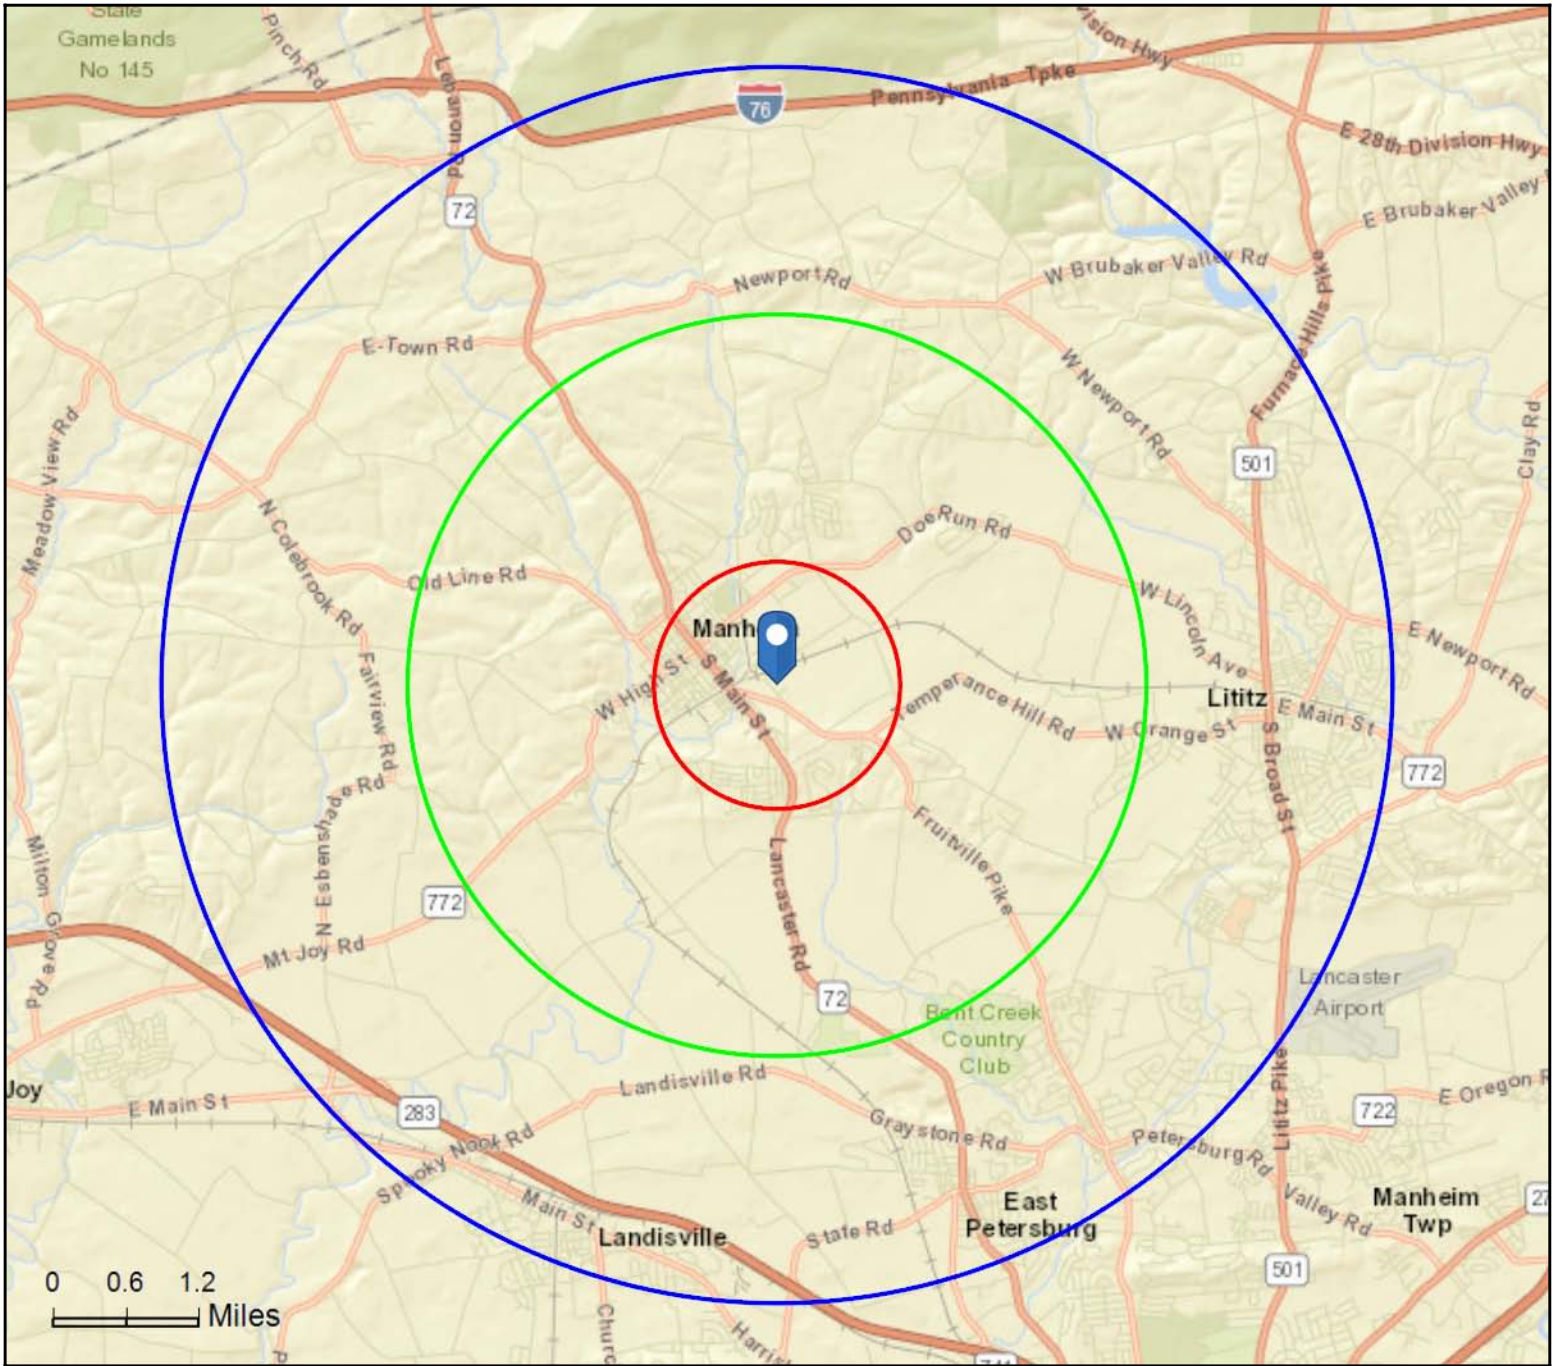 State
Gamelands
No 145
Pinch Rd
Lebanon Rd
72
76
Pennsylvania Tpke
ision Hwy
E 28th Division Hwy
E Brubaker Valley
W Brubaker Valley Rd
Furnace Hills Pike
Newport Rd
E-Town Rd
W Newport Rd
Meadow View Rd
501
Clay Rd
N Colebrook Rd
Old Line Rd
Doe Run Rd
W Lincoln Ave
E Newport Rd
Manh
S Main St
W High St
Fairview Rd
Temperance Hill Rd
W Orange St
Lititz
E Main St
S Broad St
772
N Esbenshade Rd
Milton Grove Rd
772
Mt Joy Rd
Lancaster Rd
Fruitville Pike
72
Bent Creek
Country
Club
Lancaster
Airport
Joy
E Main St
283
Spooky Nook Rd
Landisville Rd
Graystone Rd
Petersburg Rd
Lititz Pike
722
E Oregon
Main St
Landisville
State Rd
East
Petersburg
Valley Rd
Manheim
Twp
27
501
0 0.6 1.2
Miles
Churc
Harris
741